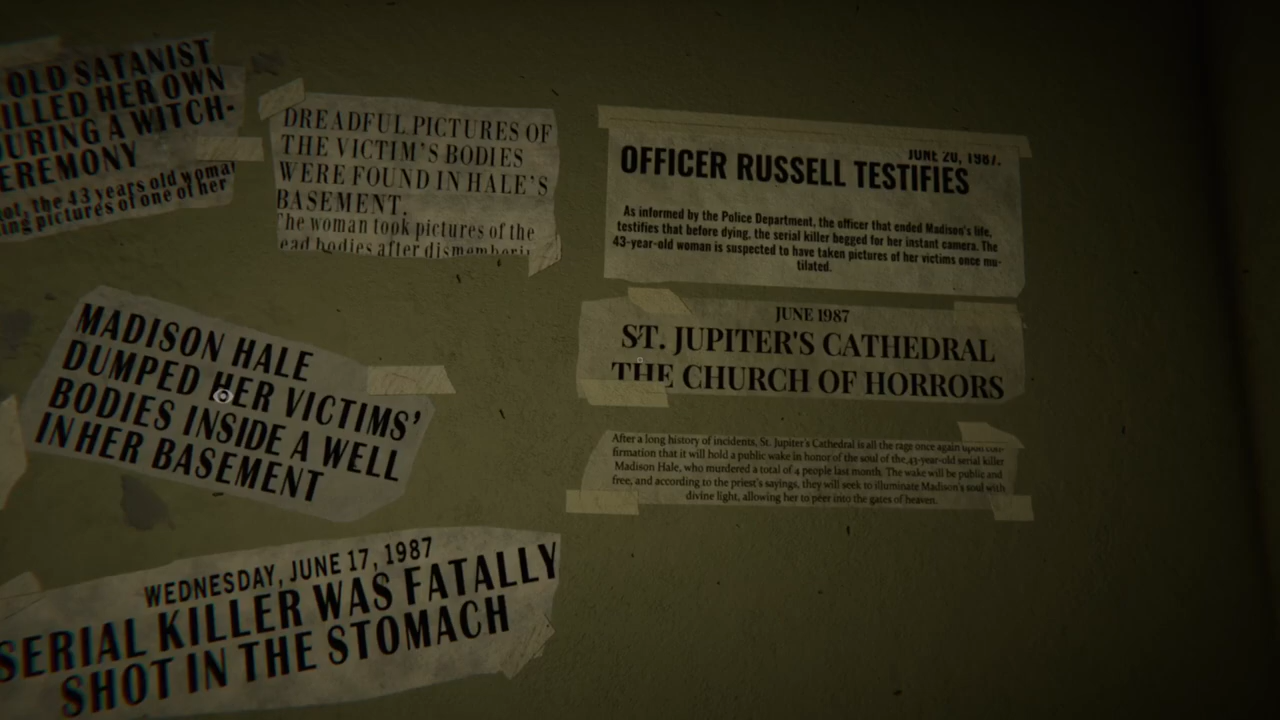 OLD SATANIST
ILLED HER OWN
DURING A WITCH-
EREMONY
ot, the 43 years old woma
ing pictures of one of her
DREADFUL PICTURES OF
THE VICTIM'S BODIES
WERE FOUND IN HALE'S
BASEMENT.
The woman took pictures of the
ead bodies after dismemberi
MADISON HALE
DUMPED HER VICTIMS'
BODIES INSIDE A WELL
IN HER BASEMENT
WEDNESDAY, JUNE 17, 1987
SERIAL KILLER WAS FATALLY
SHOT IN THE STOMACH
JUNE 20, 1987.
OFFICER RUSSELL TESTIFIES
As informed by the Police Department, the officer that ended Madison's life,
testifies that before dying, the serial killer begged for her instant camera. The
43-year-old woman is suspected to have taken pictures of her victims once mu-
tilated.
JUNE 1987
ST. JUPITER'S CATHEDRAL
THE CHURCH OF HORRORS
After a long history of incidents, St. Jupiter's Cathedral is all the rage once again upon con-
firmation that it will hold a public wake in honor of the soul of the 43-year-old serial killer
Madison Hale, who murdered a total of 4 people last month. The wake will be public and
free, and according to the priest's sayings, they will seek to illuminate Madison's soul with
divine light, allowing her to peer into the gates of heaven.